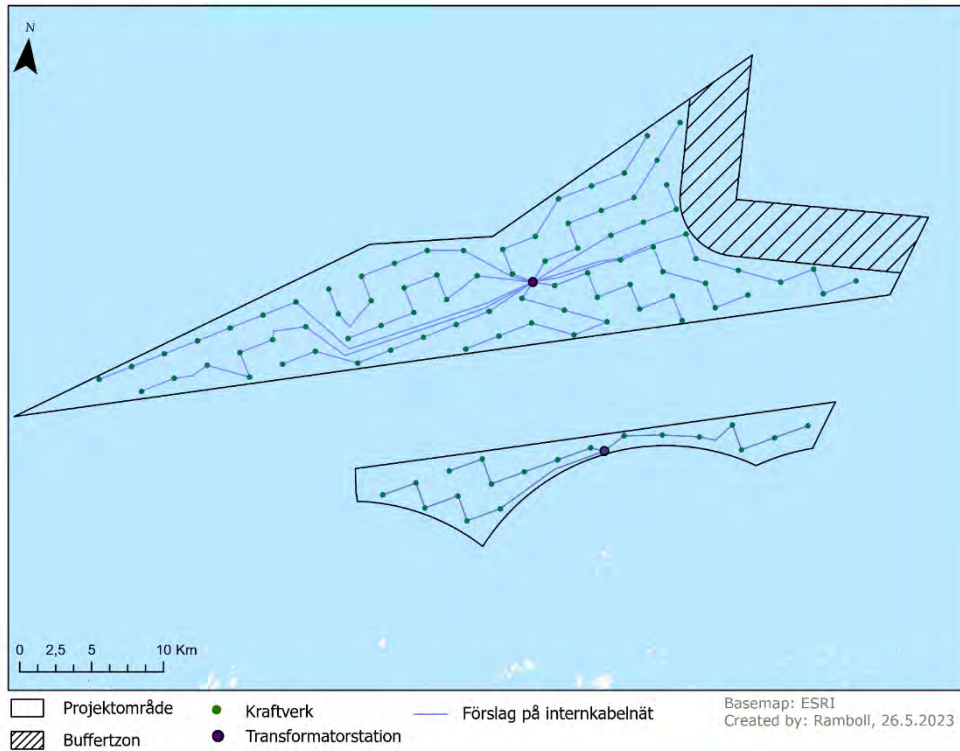 N
0 2,5 5 10 Km
Projektområde
Kraftverk
Förslag på internkabelnät
Buffertzon
Transformatorstation
Basemap: ESRI
Created by: Ramboll, 26.5.2023